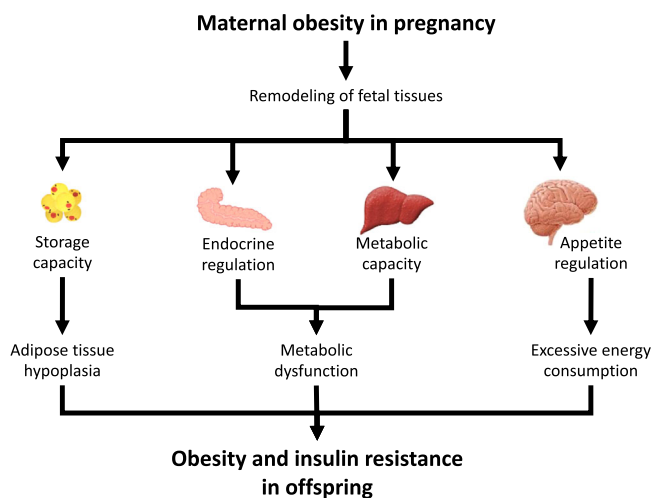 Maternal obesity in pregnancy
Remodeling of fetal tissues
Storage
capacity
Endocrine
regulation
Metabolic
capacity
Appetite
regulation
Adipose tissue
hypoplasia
Metabolic
dysfunction
Excessive energy
consumption
Obesity and insulin resistance
in offspring